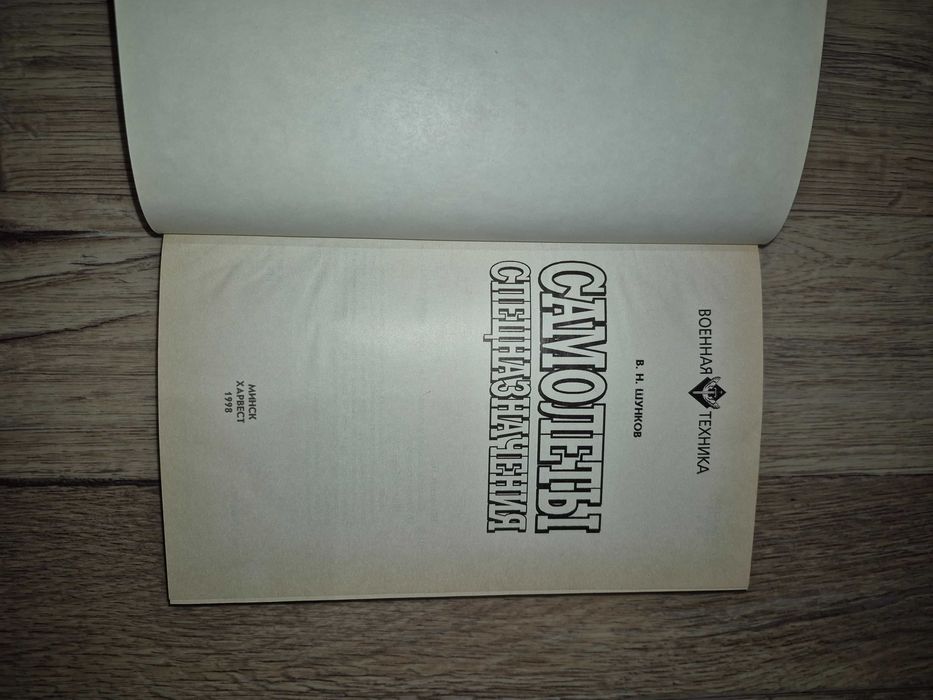 ВОЕННАЯ ТЕХНИКА
В. Н. ШУНКОВ
САМОЛЕТЫ
СПЕЦНАЗНАЧЕНИЯ
МИНСК
ХАРВЕСТ
1998